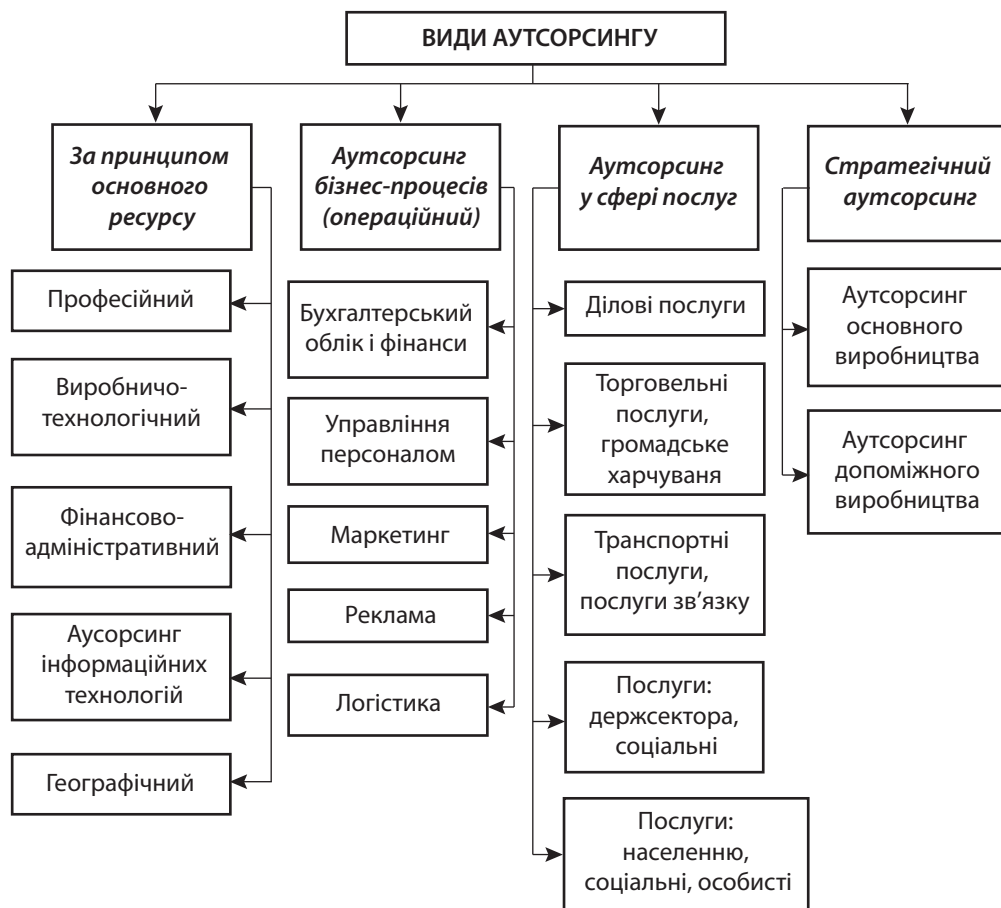 ВИДИ АУТСОРСИНГУ
За принципом
основного
ресурсу
Професійний
Виробничо-
технологічний
Фінансово-
адміністративний
Аусорсинг
інформаційних
технологій
Географічний
Аутсорсинг
бізнес-процесів
(операційний)
Бухгалтерський
облік і фінанси
Управління
персоналом
Маркетинг
Реклама
Логістика
Аутсорсинг
у сфері послуг
Ділові послуги
Торговельні
послуги,
громадське
харчуваня
Транспортні
послуги,
послуги зв’язку
Послуги:
держсектора,
соціальні
Послуги:
населенню,
соціальні, особисті
Стратегічний
аутсорсинг
Аутсорсинг
основного
виробництва
Аутсорсинг
допоміжного
виробництва